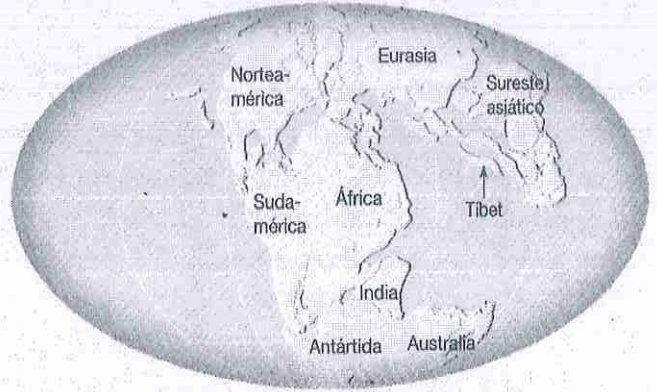 Eurasia
Nortea-
mérica
Sureste
asiático
Suda-
mérica
África
Tíbet
India
Antártida
Australia